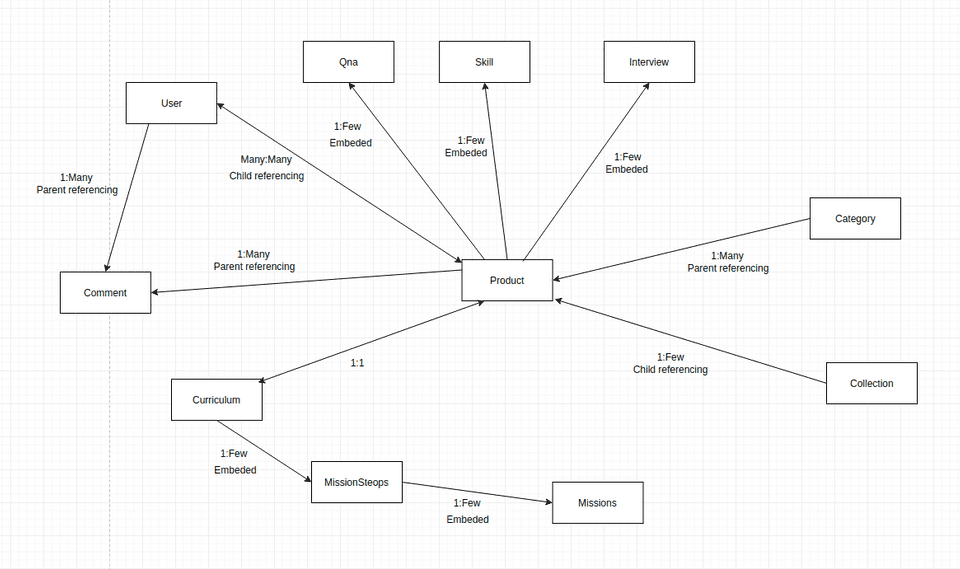 Qna
Skill
Interview
User
1:Few
Embeded
1:Few
Embeded
1:Few
Embeded
Many:Many
Child referencing
1:Many
Parent referencing
Category
1:Many
Parent referencing
1:Many
Parent referencing
Product
Comment
1:Few
Child referencing
1:1
Collection
Curriculum
1:Few
Embeded
MissionSteops
1:Few
Embeded
Missions